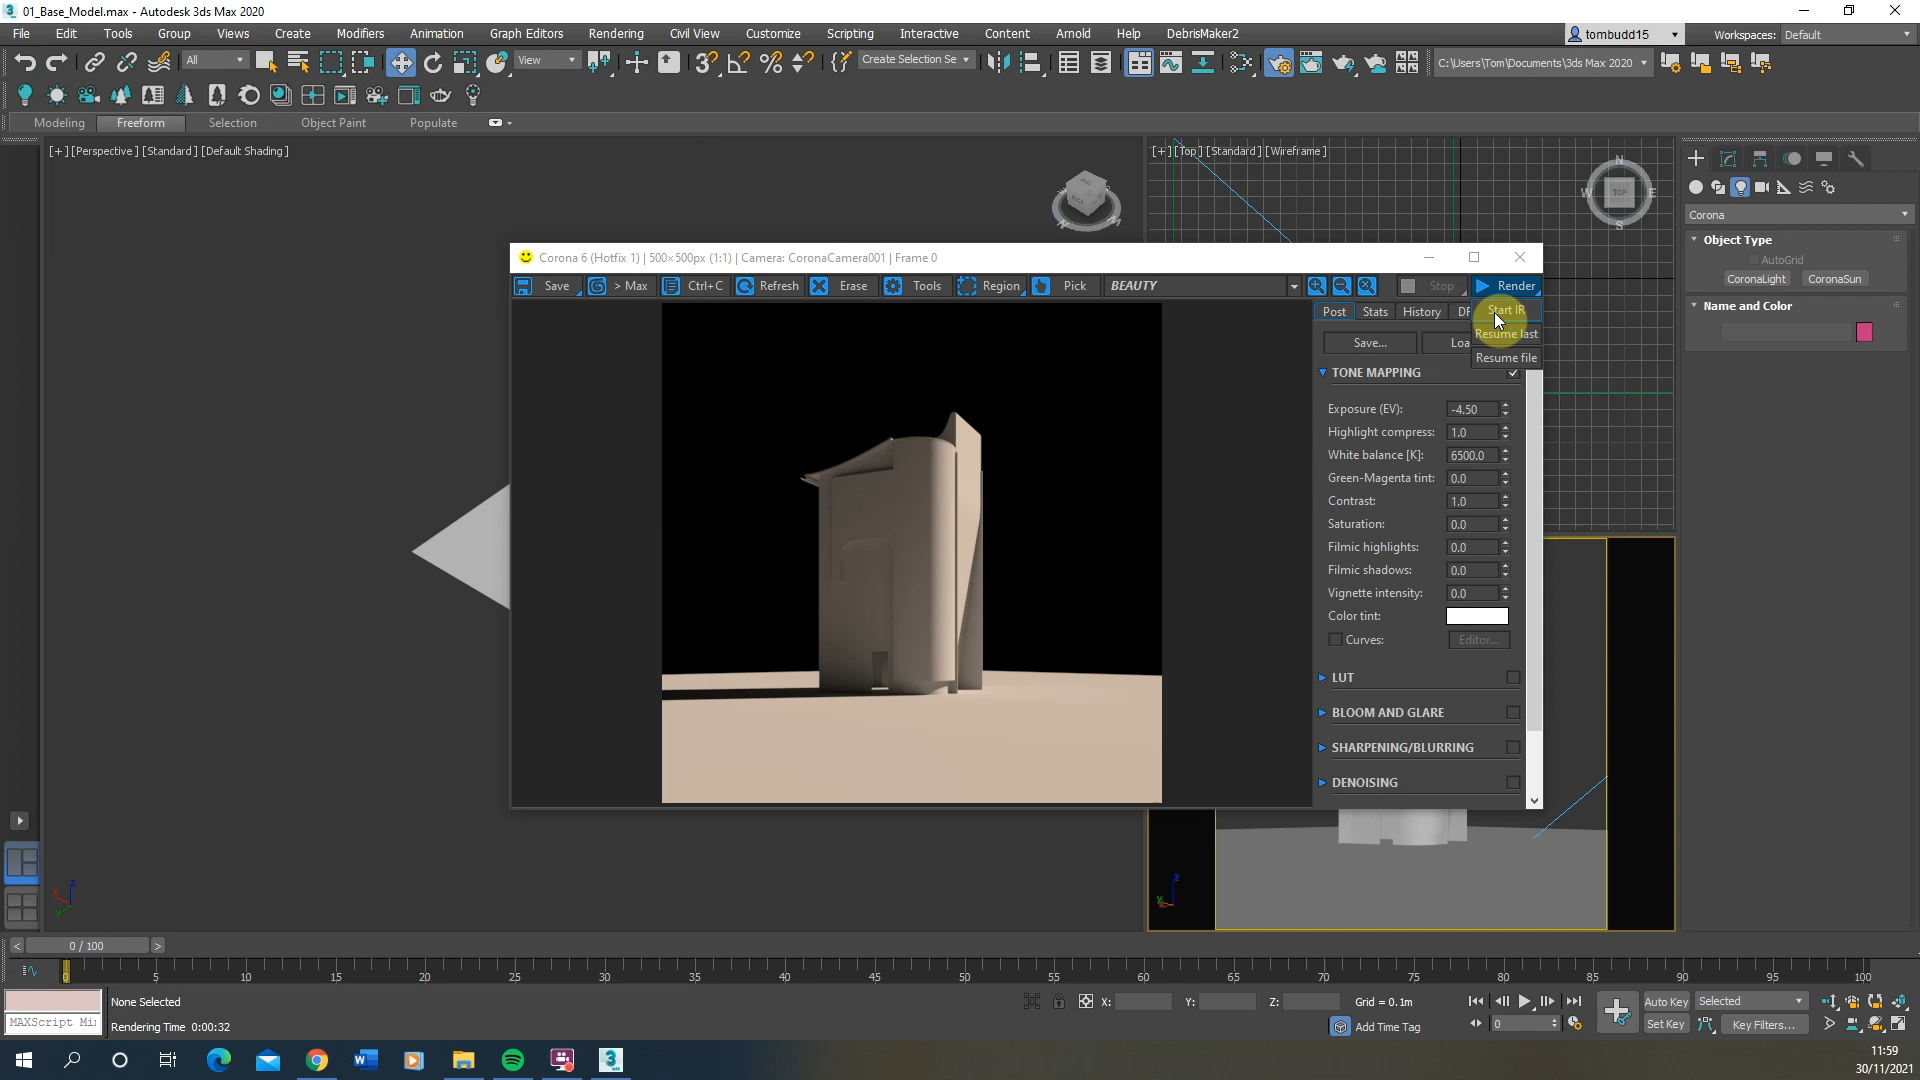 01_Base_Model.max - Autodesk 3ds Max 2020
File Edit Tools Group Views Create Modifiers Animation Graph Editors Rendering Civil View Customize Scripting Interactive Content Arnold Help DebrisMaker2
tombudd15
Workspaces: Default
All
View
Create Selection Se
C:\Users\Tom\Documents\3ds Max 2020
Modeling Freeform Selection Object Paint Populate
[+] [Perspective] [Standard] [Default Shading]
[+] [Top] [Standard] [Wireframe]
N
W TOP E
S
Corona
Object Type
AutoGrid
CoronaLight CoronaSun
Name and Color
Corona 6 (Hotfix 1) | 500×500px (1:1) | Camera: CoronaCamera001 | Frame 0
Save > Max Ctrl+C Refresh Erase Tools Region Pick BEAUTY Stop Render
Post Stats History
Start IR
Resume last
Resume file
Save...
TONE MAPPING
Exposure (EV): -4.50
Highlight compress: 1.0
White balance [K]: 6500.0
Green-Magenta tint: 0.0
Contrast: 1.0
Saturation: 0.0
Filmic highlights: 0.0
Filmic shadows: 0.0
Vignette intensity: 0.0
Color tint:
Curves: Editor...
LUT
BLOOM AND GLARE
SHARPENING/BLURRING
DENOISING
z
x
y
z
y
< 0 / 100 >
0 5 10 15 20 25 30 35 40 45 50 55 60 65 70 75 80 85 90 95 100
None Selected
MAXScript Mi
Rendering Time 0:00:32
X: Y: Z: Grid = 0.1m
Add Time Tag
0
Auto Key Selected
Set Key Key Filters...
11:59
30/11/2021